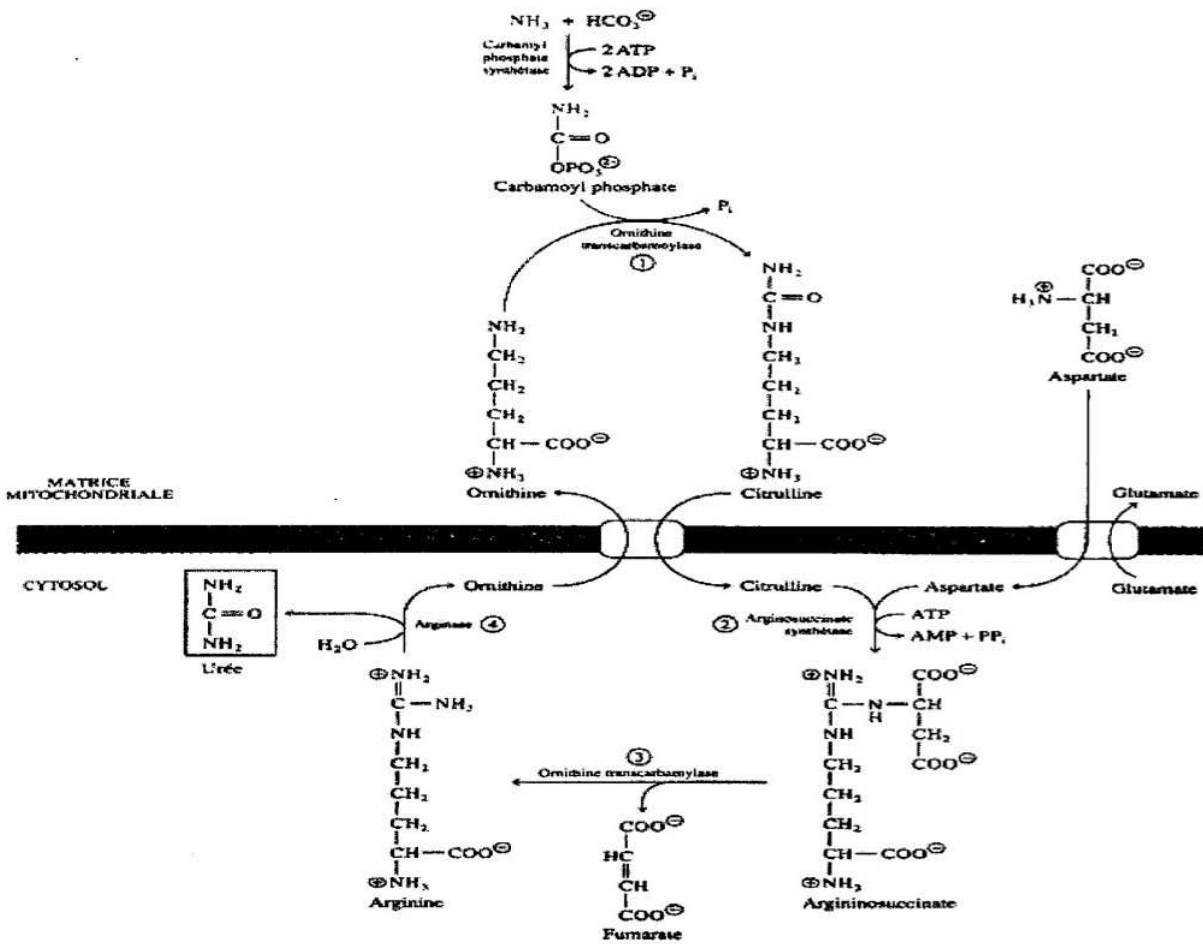 NH₃ + HCO₃⊖
Carbamyl
phosphate
synthétase
2 ATP
2 ADP + Pᵢ
NH₂
C=O
OPO₃²⁻
Carbamoyl phosphate
Pᵢ
Ornithine
transcarbamoylase
①
NH₂
CH₂
CH₂
CH₂
CH—COO⊖
⊕NH₃
Ornithine
NH₂
C=O
NH
CH₂
CH₂
CH₂
CH—COO⊖
⊕NH₃
Citrulline
COO⊖
H₃N⊕—CH
CH₂
COO⊖
Aspartate
MATRICE
MITOCHONDRIALE
Glutamate
CYTOSOL
Ornithine
Citrulline
Aspartate
Glutamate
NH₂
C=O
NH₂
Urée
H₂O
Arginase ④
② Arginosuccinate
synthétase
ATP
AMP + PPᵢ
⊕NH₂
C—NH₂
NH
CH₂
CH₂
CH₂
CH—COO⊖
⊕NH₃
Arginine
③
Ornithine transcarbamylase
COO⊖
HC
CH
COO⊖
Fumarate
⊕NH₂ COO⊖
C—N—CH
H
NH CH₂
CH₂ COO⊖
CH₂
CH₂
CH—COO⊖
⊕NH₃
Argininosuccinate